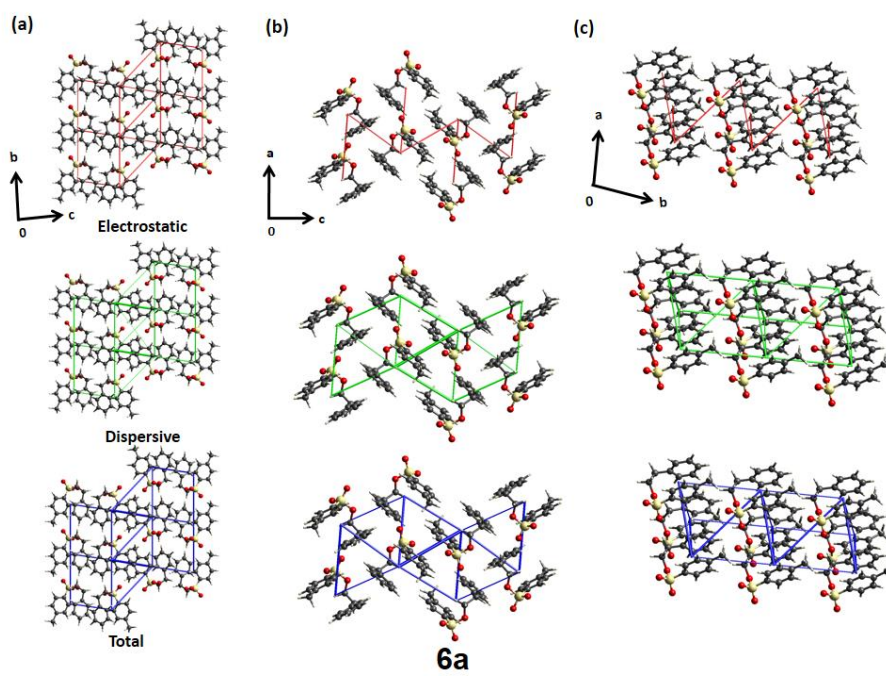 (a)
(b)
(c)
b
0
c
a
0
c
a
0
b
Electrostatic
Dispersive
Total
6a